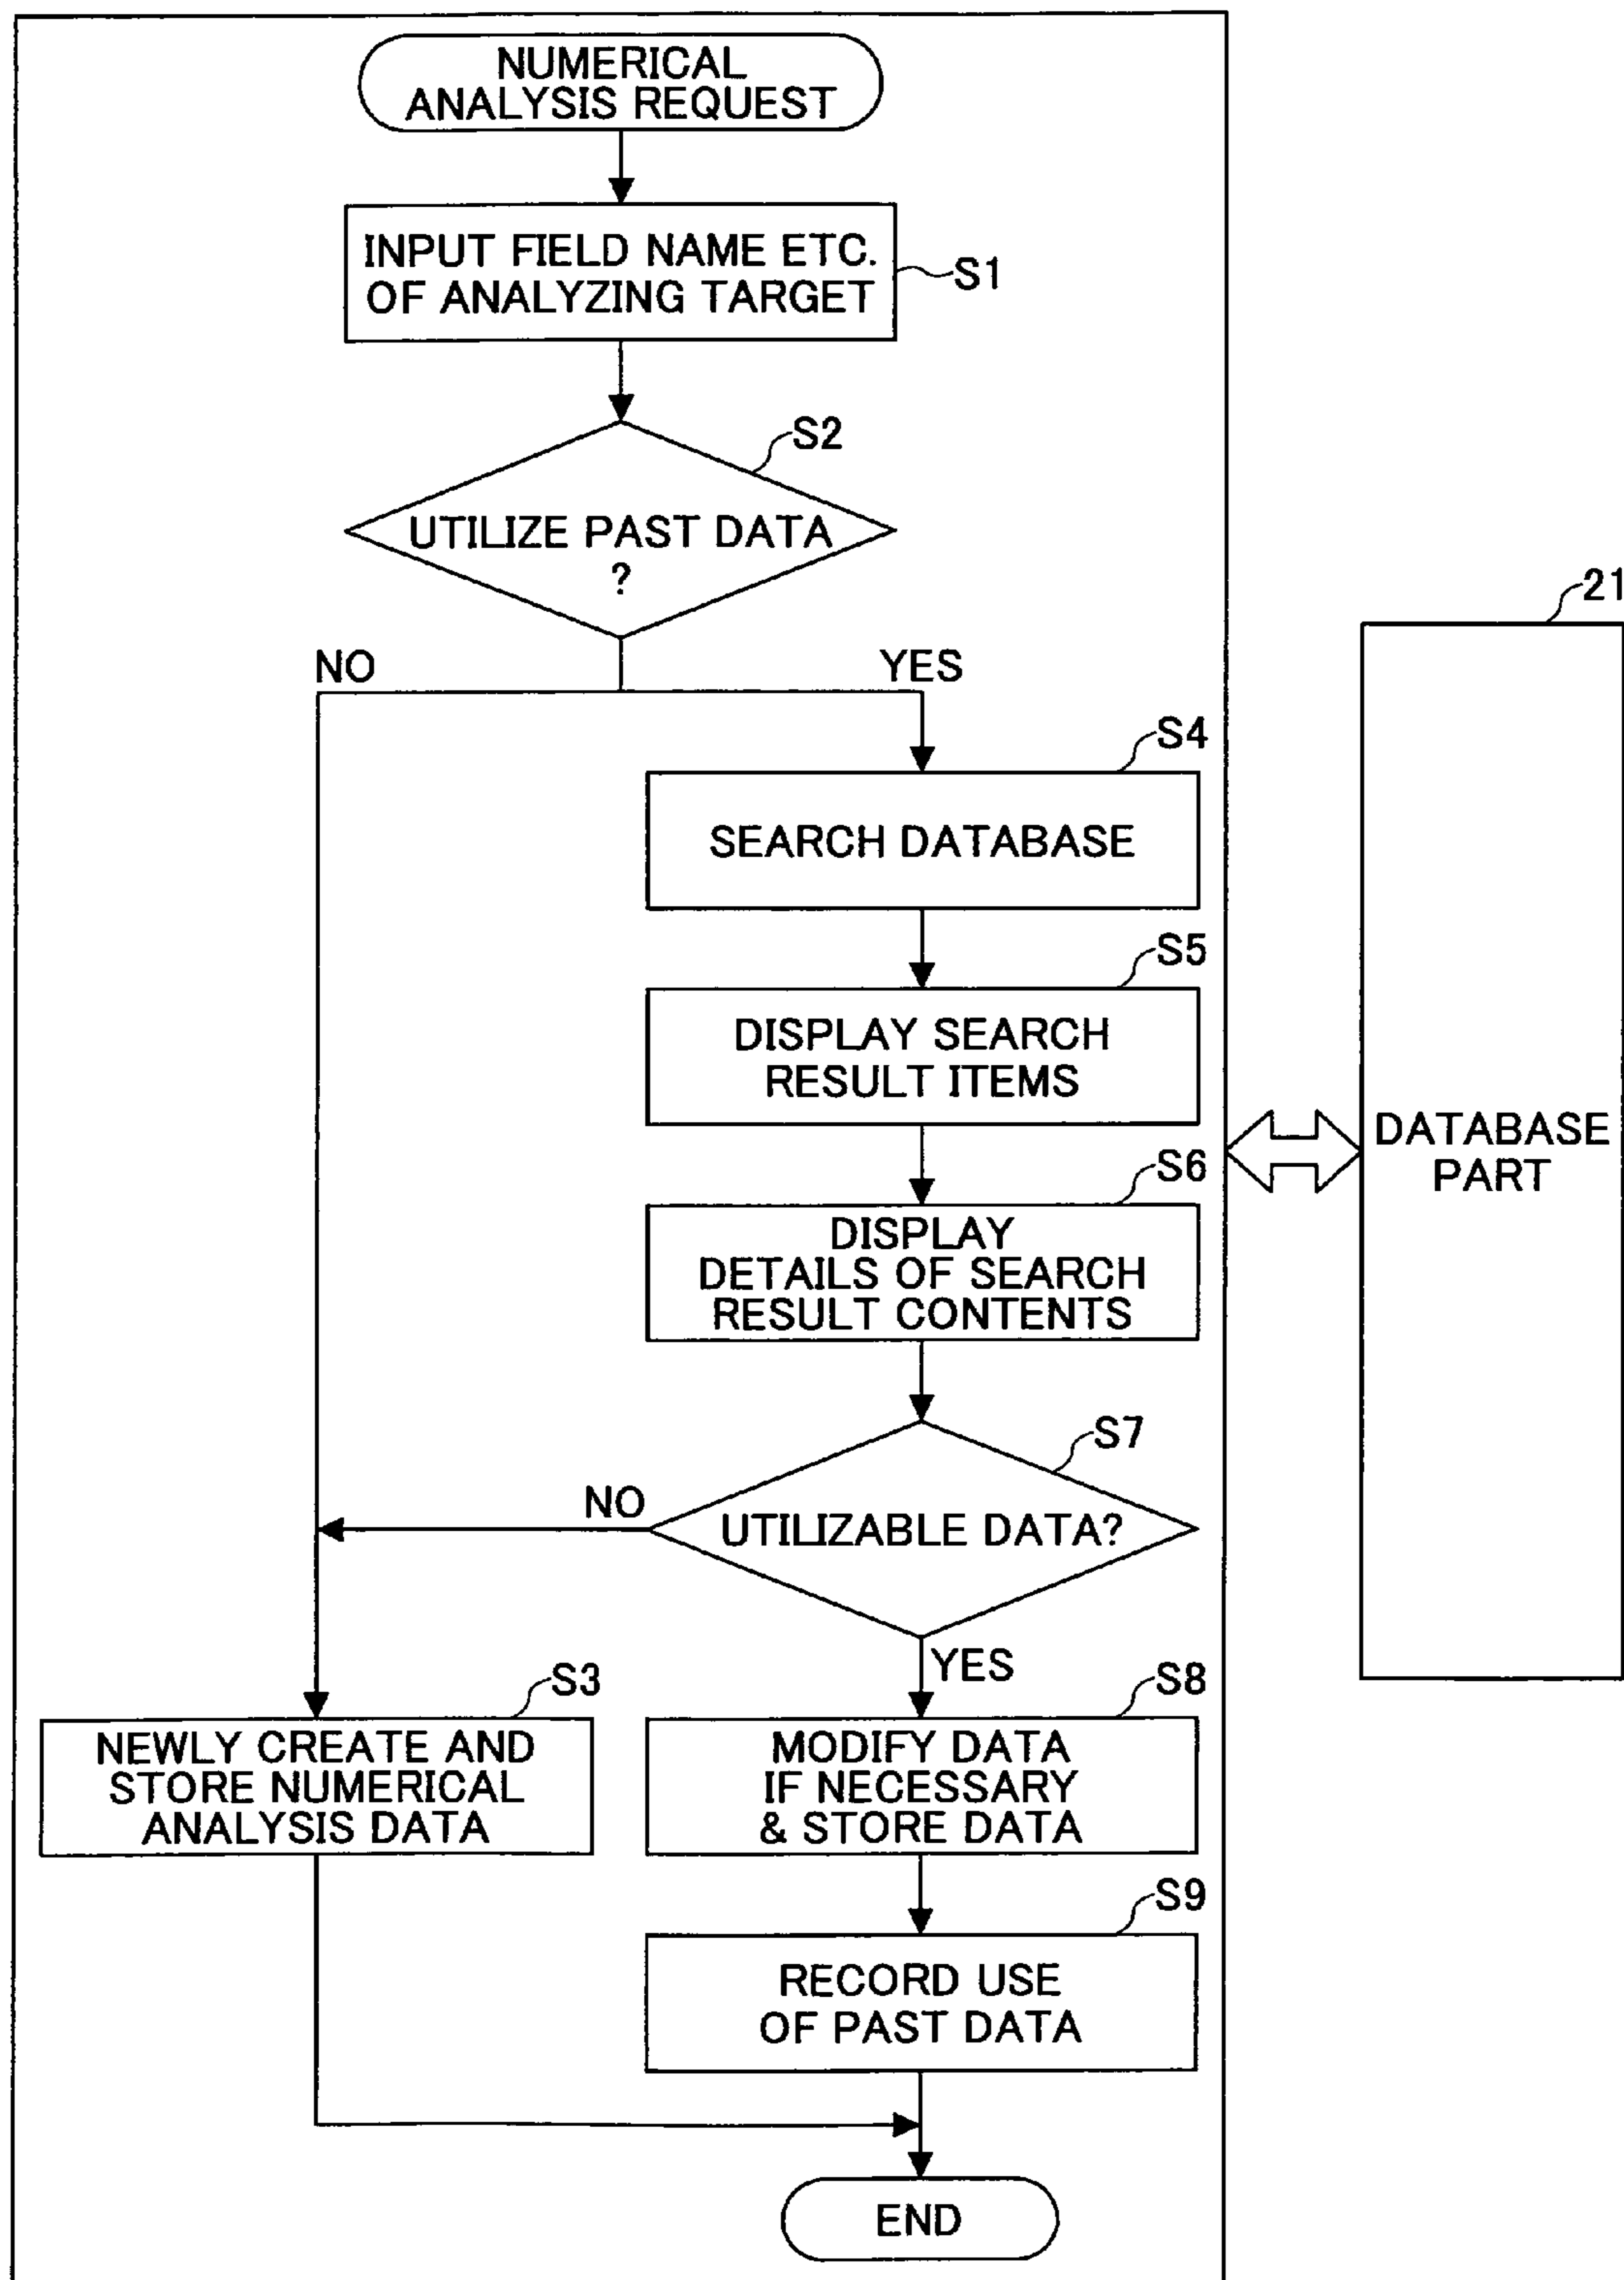 NUMERICAL
ANALYSIS REQUEST
INPUT FIELD NAME ETC.
OF ANALYZING TARGET
S1
S2
UTILIZE PAST DATA
?
NO
YES
S4
SEARCH DATABASE
S5
DISPLAY SEARCH
RESULT ITEMS
S6
DISPLAY
DETAILS OF SEARCH
RESULT CONTENTS
S7
NO
UTILIZABLE DATA?
YES
S3
NEWLY CREATE AND
STORE NUMERICAL
ANALYSIS DATA
S8
MODIFY DATA
IF NECESSARY
& STORE DATA
S9
RECORD USE
OF PAST DATA
END
21
DATABASE
PART